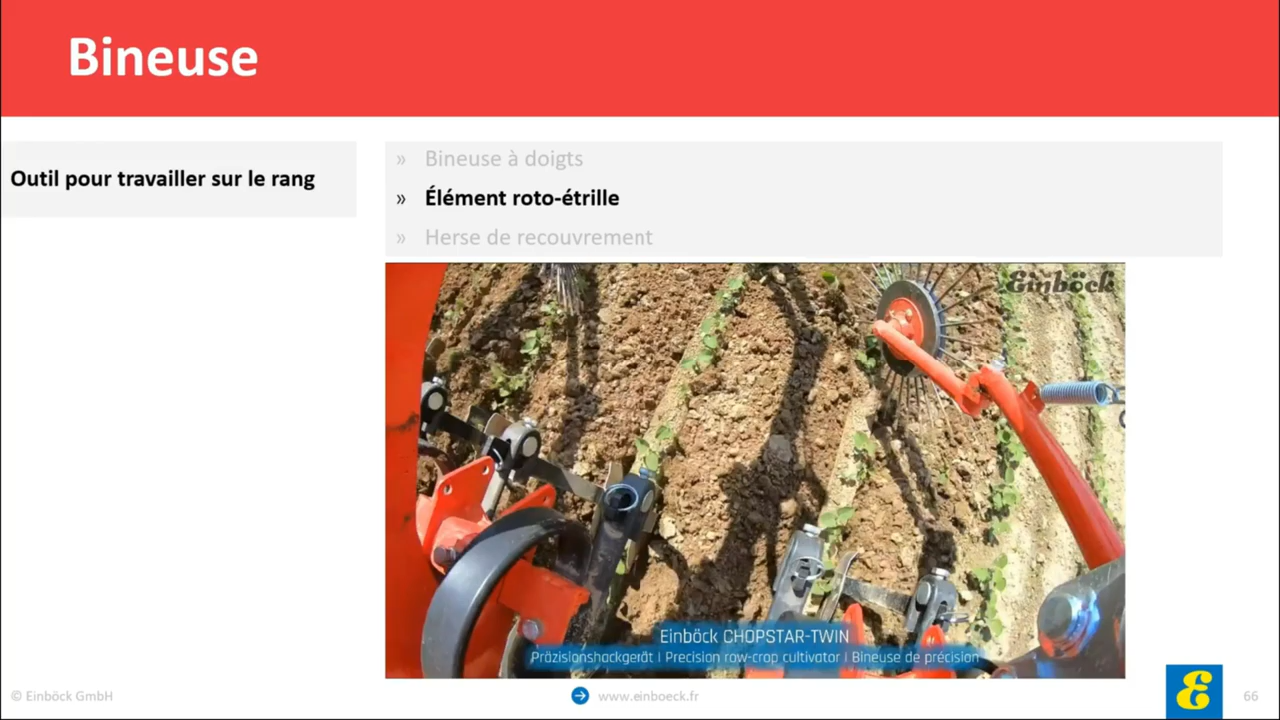 Bineuse
Outil pour travailler sur le rang
» Bineuse à doigts
» Élément roto-étrille
» Herse de recouvrement
Einböck
Einböck CHOPSTAR-TWIN
Präzisionshackgerät | Precision row-crop cultivator | Bineuse de précision
© Einböck GmbH
www.einboeck.fr
E
66